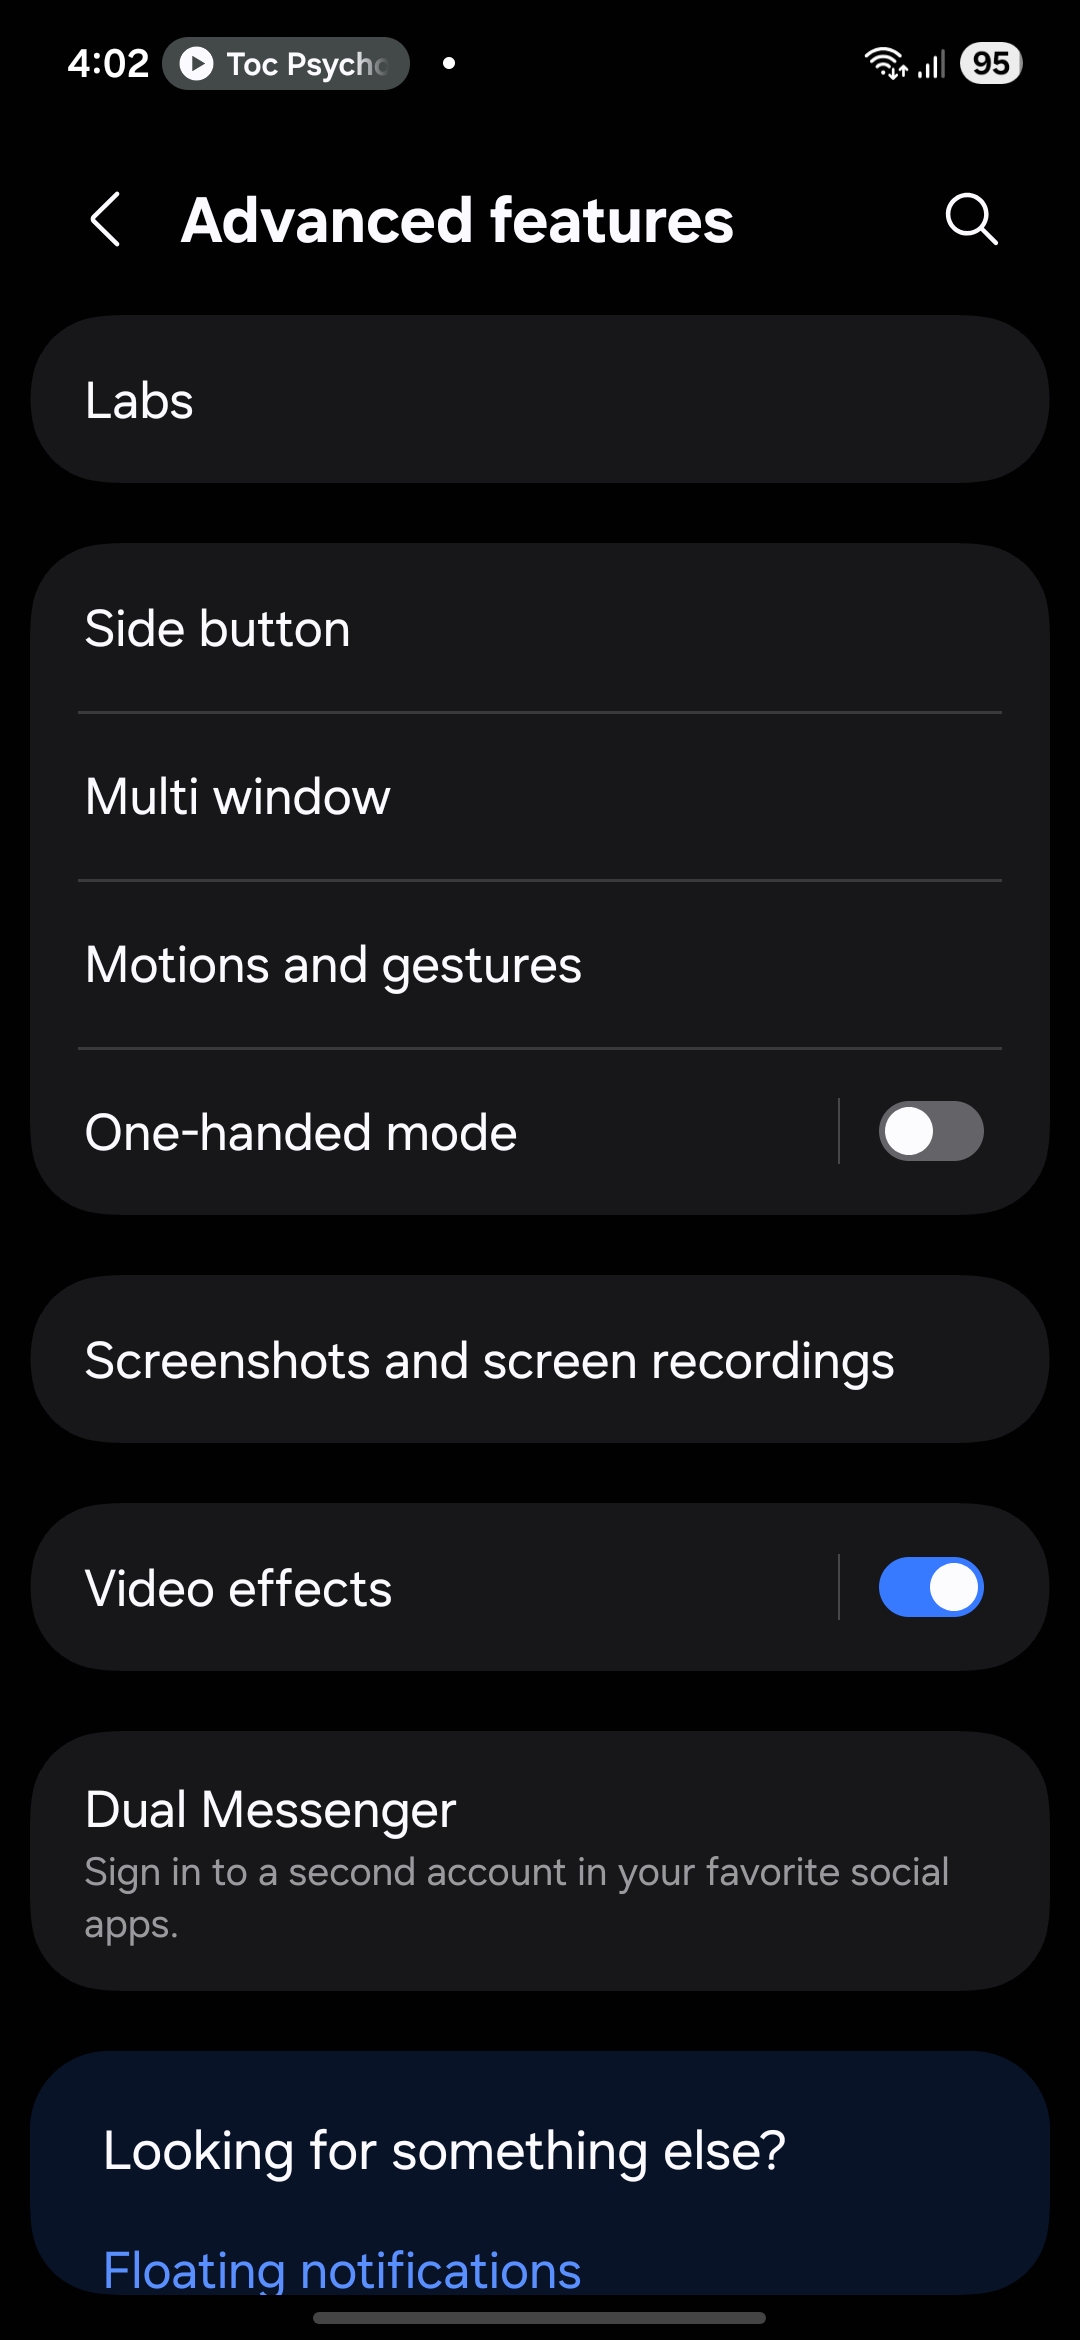 4:02 Toc Psycho 95
Advanced features
Labs
Side button
Multi window
Motions and gestures
One-handed mode
Screenshots and screen recordings
Video effects
Dual Messenger
Sign in to a second account in your favorite social
apps.
Looking for something else?
Floating notifications